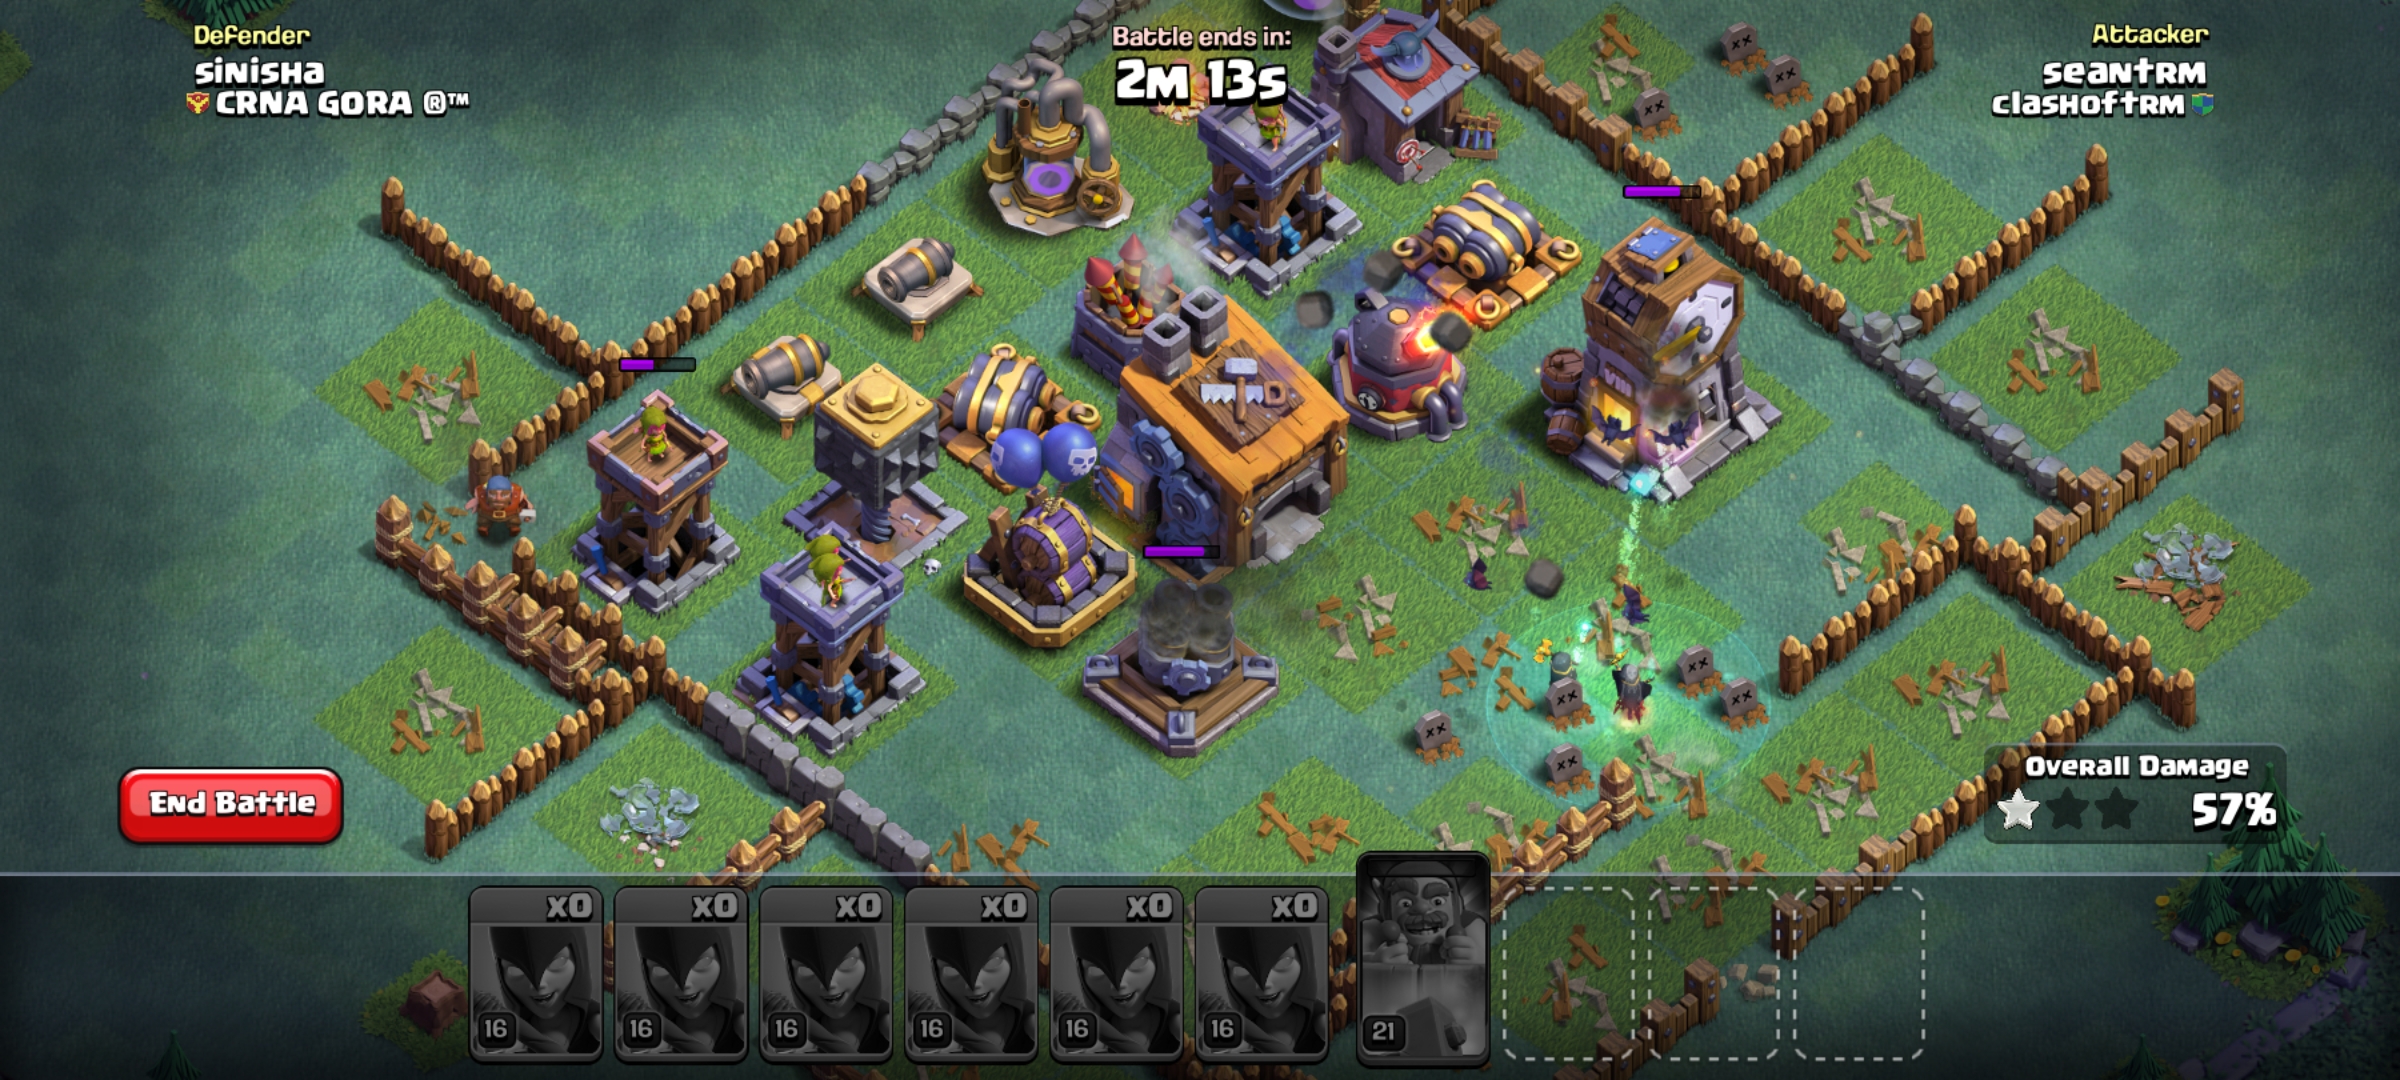 Defender
sinisha
CRNA GORA ®™
Battle ends in:
2M 13s
Attacker
seantrm
clashoftrm
VIII
End Battle
Overall Damage
57%
x0
x0
x0
x0
x0
x0
16
16
16
16
16
16
21